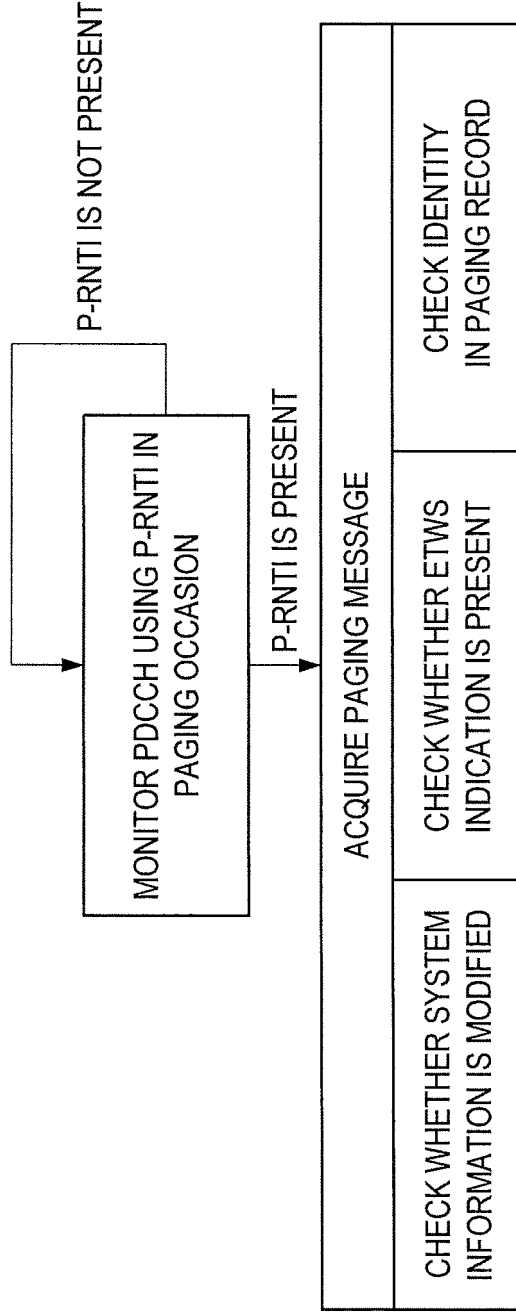 P-RNTI IS NOT PRESENT
MONITOR PDCCH USING P-RNTI IN
PAGING OCCASION
P-RNTI IS PRESENT
ACQUIRE PAGING MESSAGE
CHECK WHETHER SYSTEM
INFORMATION IS MODIFIED
CHECK WHETHER ETWS
INDICATION IS PRESENT
CHECK IDENTITY
IN PAGING RECORD